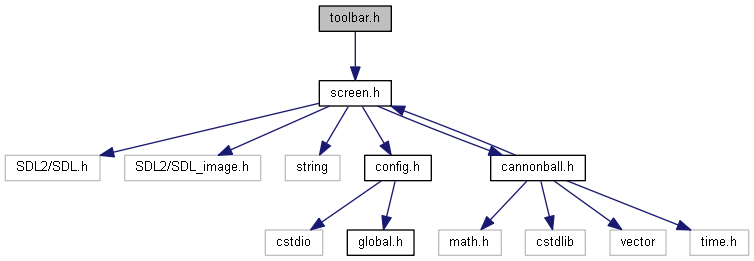 toolbar.h
screen.h
SDL2/SDL.h
SDL2/SDL_image.h
string
config.h
cannonball.h
cstdio
global.h
math.h
cstdlib
vector
time.h